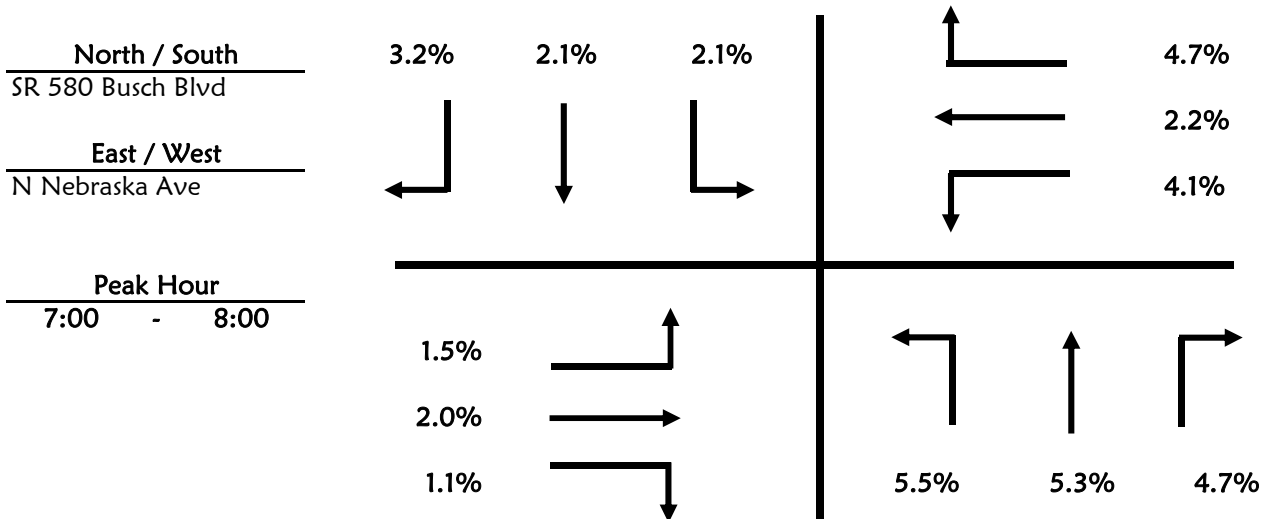 North / South
SR 580 Busch Blvd
East / West
N Nebraska Ave
Peak Hour
7:00 - 8:00
3.2% 2.1% 2.1%
4.7%
2.2%
4.1%
1.5%
2.0%
1.1%
5.5% 5.3% 4.7%